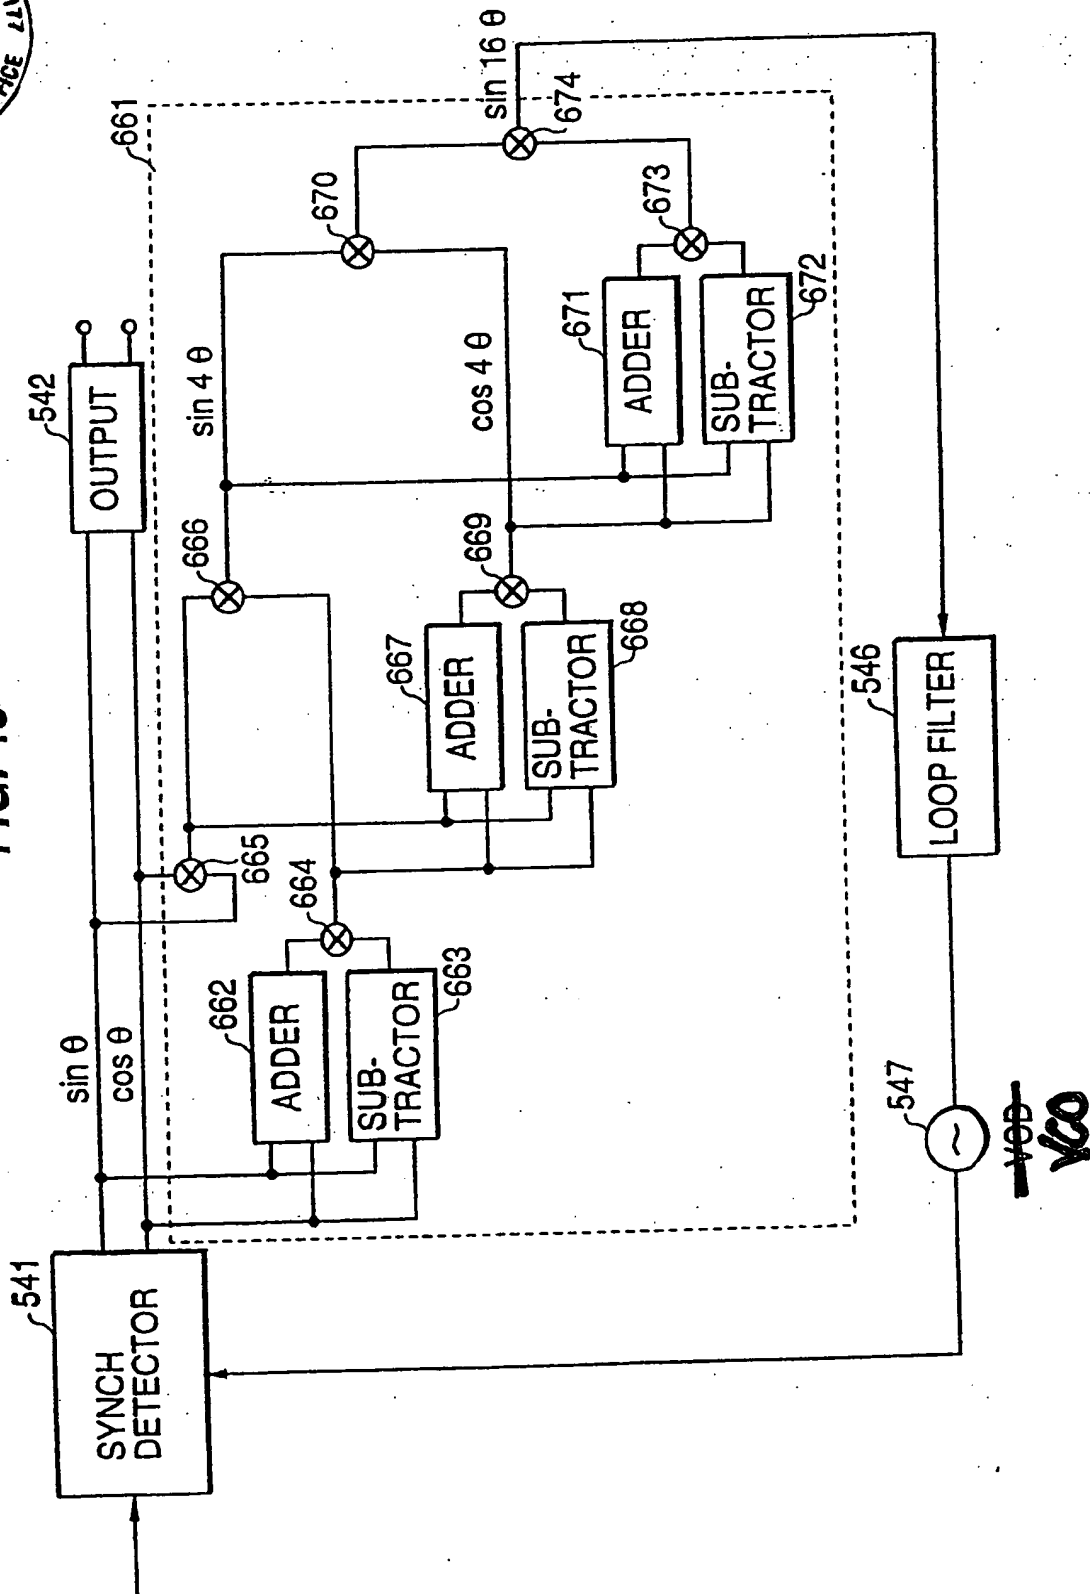 541
SYNCH
DETECTOR
sin θ
cos θ
542
OUTPUT
661
662
ADDER
SUB-
TRACTOR
663
664
665
666
667
ADDER
SUB-
TRACTOR
668
669
sin 4 θ
cos 4 θ
670
671
ADDER
SUB-
TRACTOR
672
673
674
sin 16 θ
546
LOOP FILTER
547
~
VOD
VCO